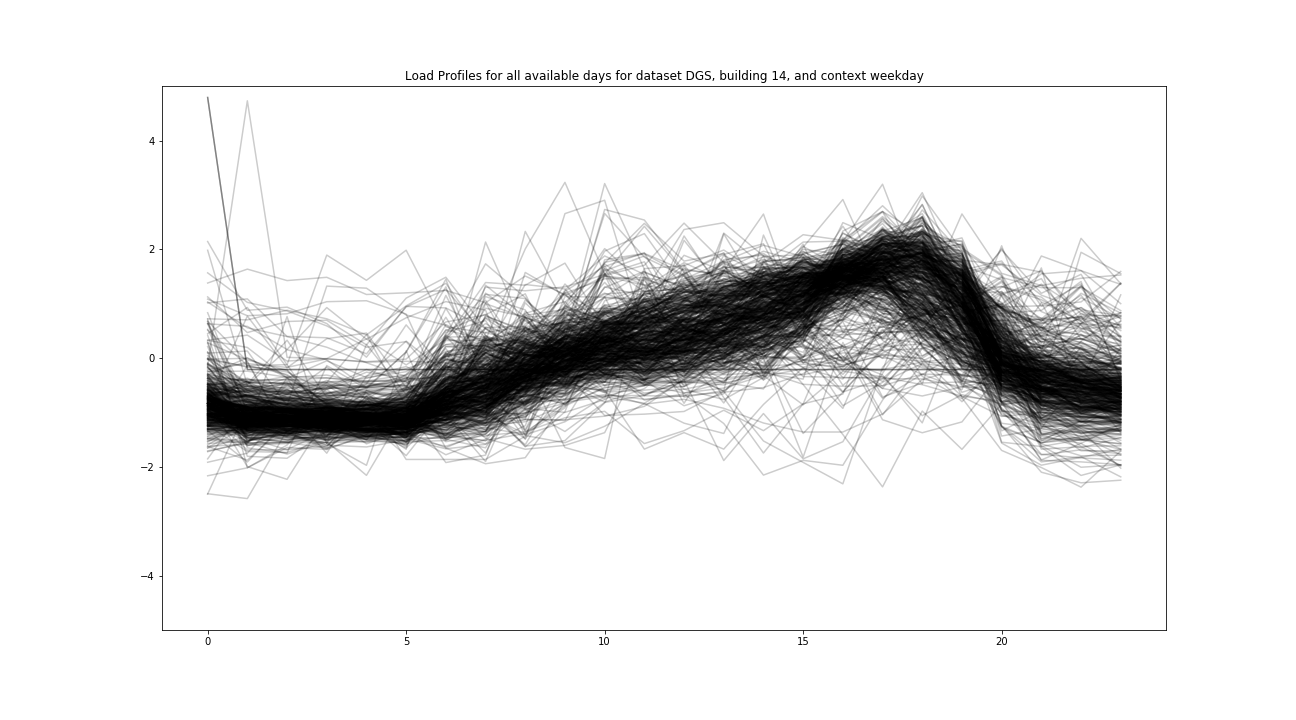 Load Profiles for all available days for dataset DGS, building 14, and context weekday
4
2
0
−2
−4
0 5 10 15 20